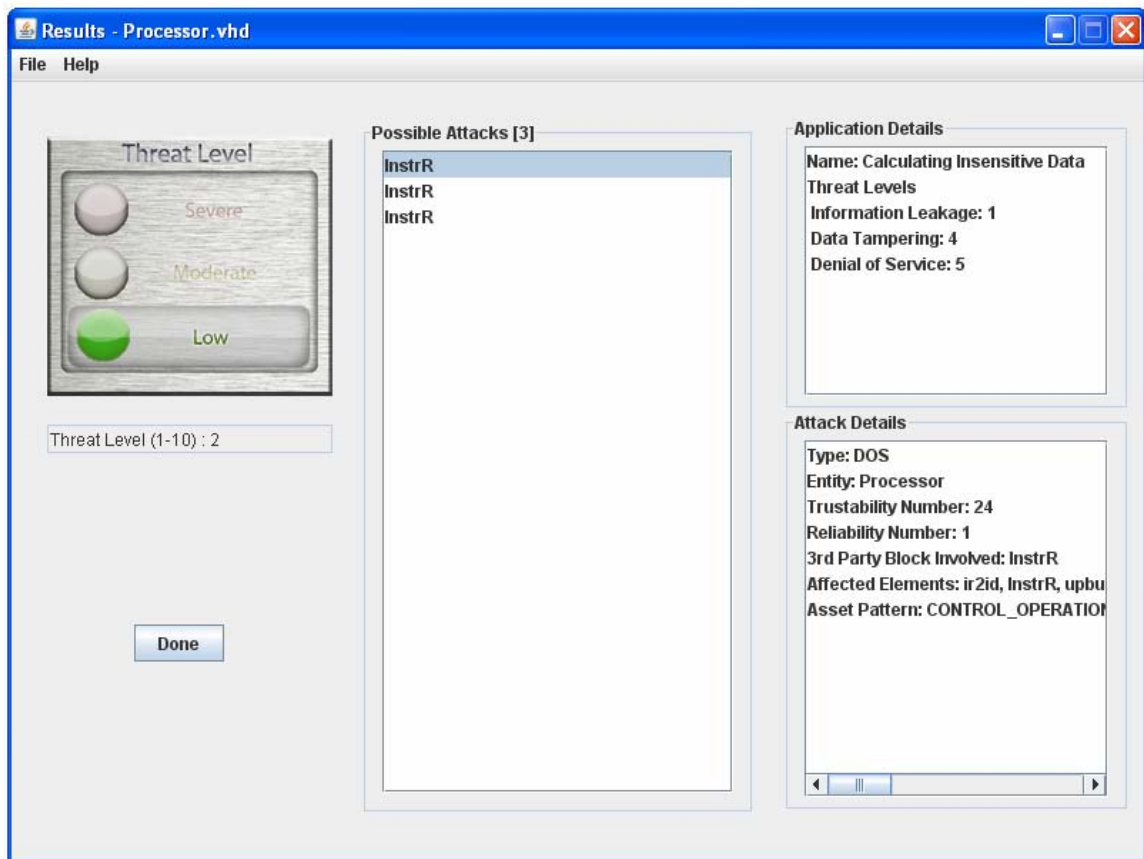 Results - Processor.vhd
File Help
Threat Level
Severe
Moderate
Low
Threat Level (1-10) : 2
Done
Possible Attacks [3]
InstrR
InstrR
InstrR
Application Details
Name: Calculating Insensitive Data
Threat Levels
Information Leakage: 1
Data Tampering: 4
Denial of Service: 5
Attack Details
Type: DOS
Entity: Processor
Trustability Number: 24
Reliability Number: 1
3rd Party Block Involved: InstrR
Affected Elements: ir2id, InstrR, upbu
Asset Pattern: CONTROL_OPERATION